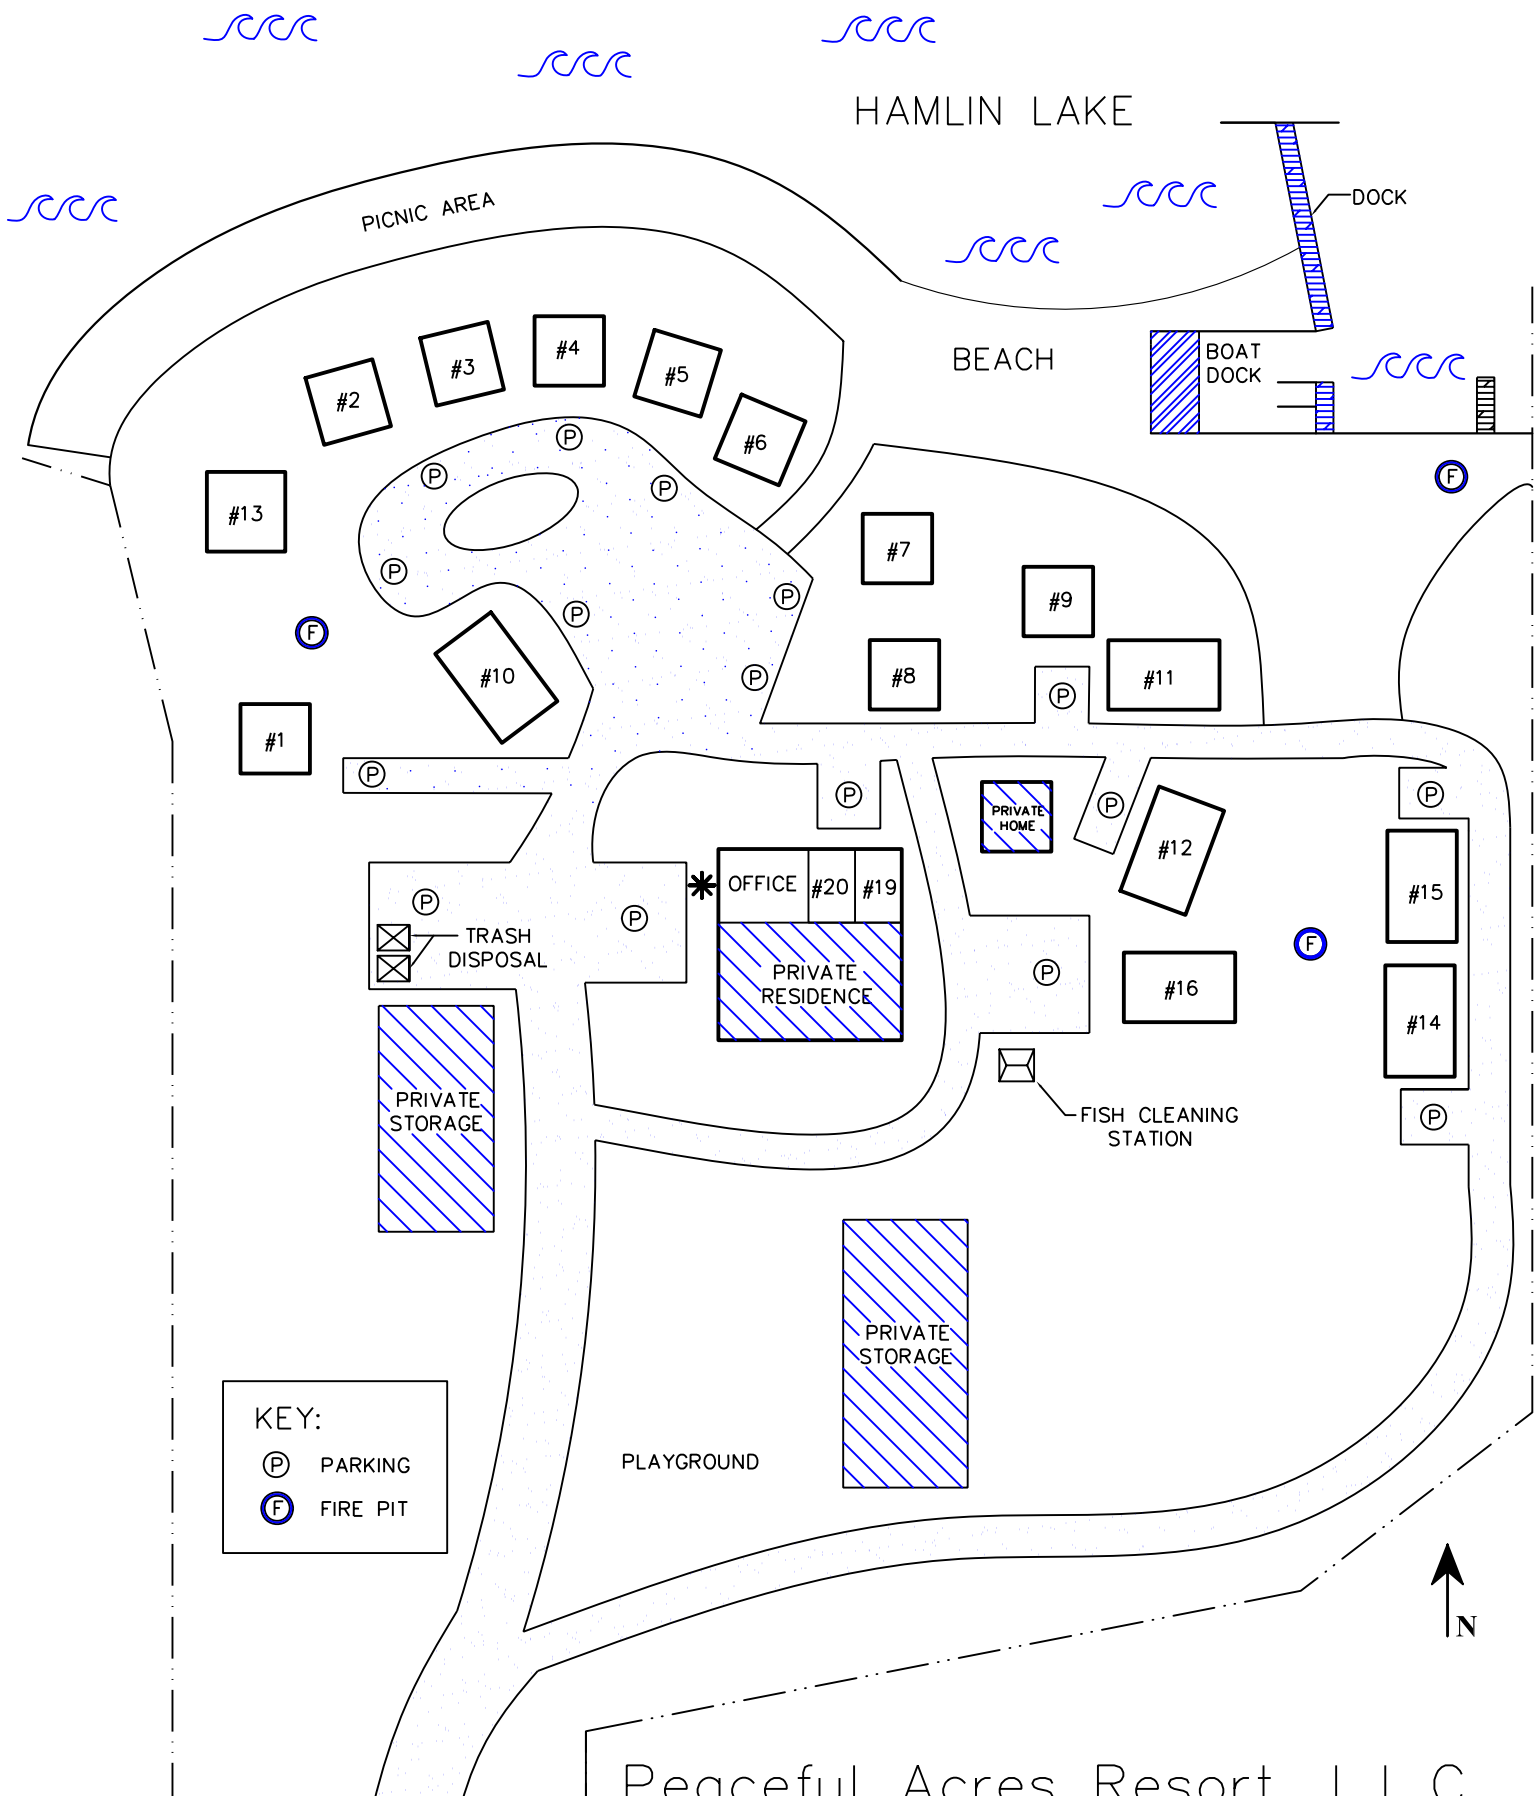 HAMLIN LAKE
DOCK
PICNIC AREA
BEACH
BOAT
DOCK
#4
#3
#5
#2
#6
P
P
P
F
#13
#7
P
P
#9
P
F
#10
#8
#11
P
P
#1
P
P
P
P
PRIVATE
HOME
#12
OFFICE
#20
#19
#15
P
P
TRASH
DISPOSAL
F
PRIVATE
RESIDENCE
P
#16
#14
PRIVATE
STORAGE
FISH CLEANING
STATION
P
PRIVATE
STORAGE
KEY:
P PARKING
F FIRE PIT
PLAYGROUND
N
Peaceful Acres Resort, LLC